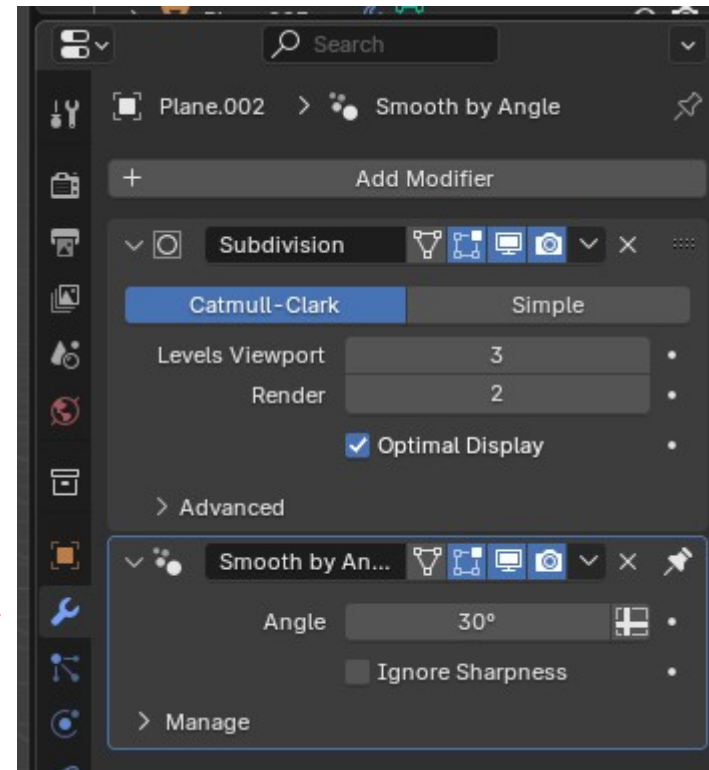 Search
Plane.002 > Smooth by Angle
+ Add Modifier
Subdivision
Catmull-Clark Simple
Levels Viewport 3
Render 2
Optimal Display
> Advanced
Smooth by An...
Angle 30°
Ignore Sharpness
> Manage